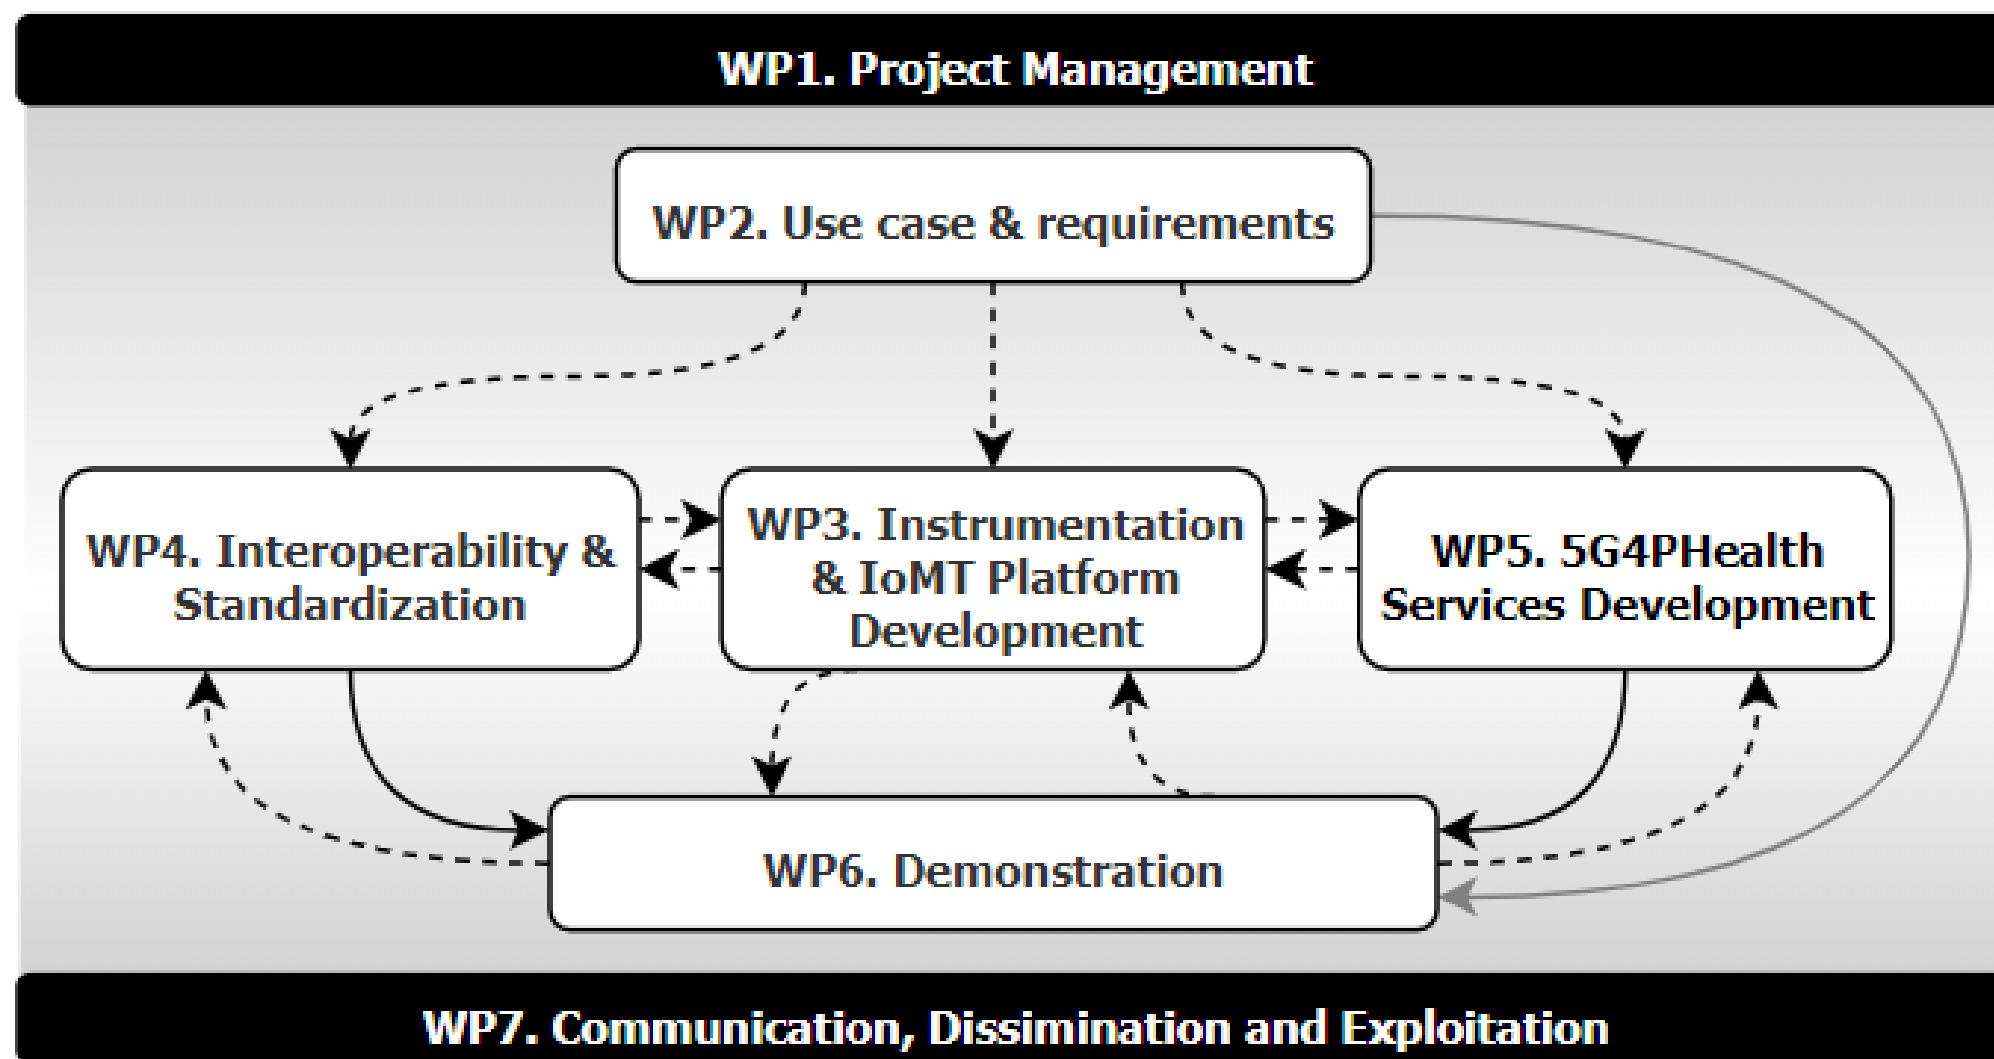 WP1. Project Management
WP2. Use case & requirements
WP4. Interoperability &
Standardization
WP3. Instrumentation
& IoMT Platform
Development
WP5. 5G4PHealth
Services Development
WP6. Demonstration
WP7. Communication, Dissimination and Exploitation